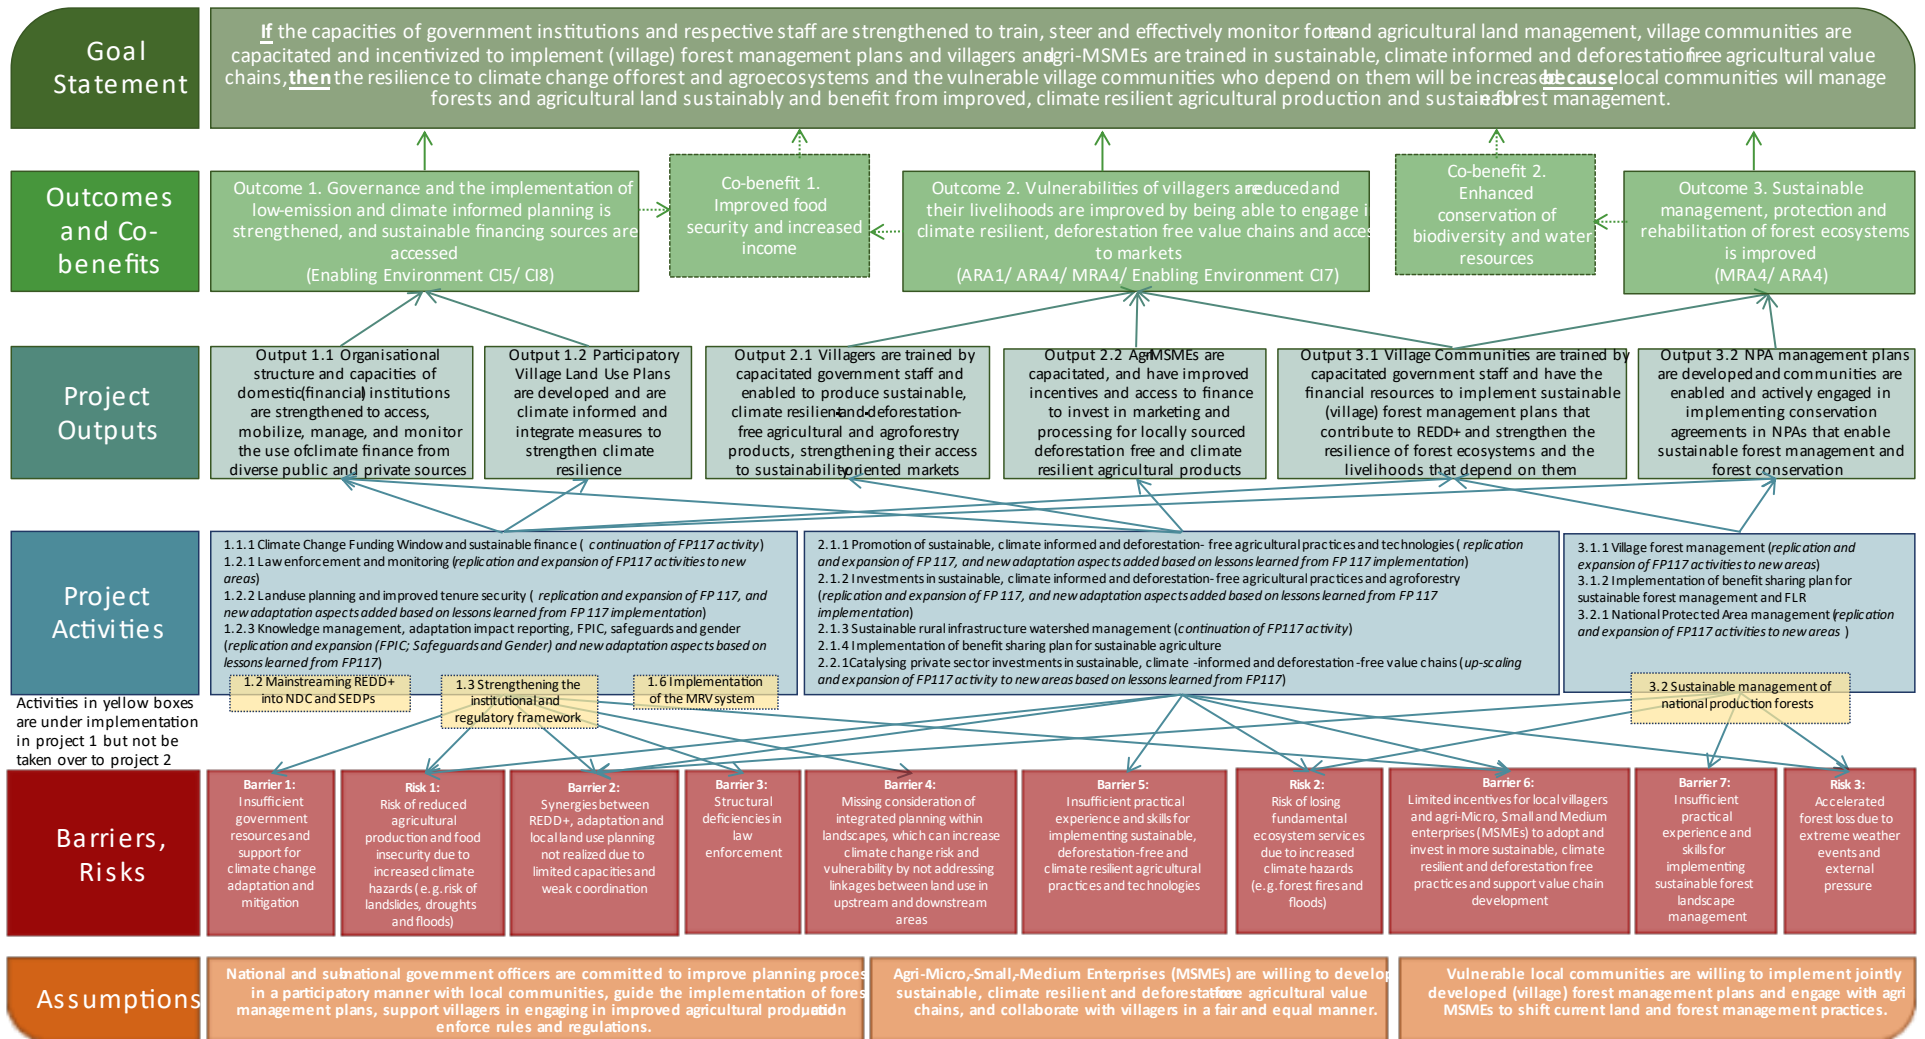 Goal
Statement
If the capacities of government institutions and respective staff are strengthened to train, steer and effectively monitor forest and agricultural land management, village communities are
capacitated and incentivized to implement (village) forest management plans and villagers and agri-MSMEs are trained in sustainable, climate informed and deforestation-free agricultural value
chains, then the resilience to climate change of forest and agroecosystems and the vulnerable village communities who depend on them will be increased because local communities will manage
forests and agricultural land sustainably and benefit from improved, climate resilient agricultural production and sustainable forest management.
Outcomes
and Co-
benefits
Outcome 1. Governance and the implementation of
low-emission and climate informed planning is
strengthened, and sustainable financing sources are
accessed
(Enabling Environment CI5/ CI8)
Co-benefit 1.
Improved food
security and increased
income
Outcome 2. Vulnerabilities of villagers are reduced and
their livelihoods are improved by being able to engage i
climate resilient, deforestation free value chains and acces
to markets
(ARA1/ ARA4/ MRA4/ Enabling Environment CI7)
Co-benefit 2.
Enhanced
conservation of
biodiversity and water
resources
Outcome 3. Sustainable
management, protection and
rehabilitation of forest ecosystems
is improved
(MRA4/ ARA4)
Project
Outputs
Output 1.1 Organisational
structure and capacities of
domestic (financial) institutions
are strengthened to access,
mobilize, manage, and monitor
the use of climate finance from
diverse public and private sources
Output 1.2 Participatory
Village Land Use Plans
are developed and are
climate informed and
integrate measures to
strengthen climate
resilience
Output 2.1 Villagers are trained by
capacitated government staff and
enabled to produce sustainable,
climate resilient-and-deforestation-
free agricultural and agroforestry
products, strengthening their access
to sustainability oriented markets
Output 2.2 Agri-MSMEs are
capacitated, and have improved
incentives and access to finance
to invest in marketing and
processing for locally sourced
deforestation free and climate
resilient agricultural products
Output 3.1 Village Communities are trained by
capacitated government staff and have the
financial resources to implement sustainable
(village) forest management plans that
contribute to REDD+ and strengthen the
resilience of forest ecosystems and the
livelihoods that depend on them
Output 3.2 NPA management plans
are developed and communities are
enabled and actively engaged in
implementing conservation
agreements in NPAs that enable
sustainable forest management and
forest conservation
Project
Activities
1.1.1 Climate Change Funding Window and sustainable finance ( continuation of FP117 activity)
1.2.1 Law enforcement and monitoring (replication and expansion of FP117 activities to new
areas)
1.2.2 Land-use planning and improved tenure security ( replication and expansion of FP 117, and
new adaptation aspects added based on lessons learned from FP 117 implementation)
1.2.3 Knowledge management, adaptation impact reporting, FPIC, safeguards and gender
(replication and expansion (FPIC; Safeguards and Gender) and new adaptation aspects based on
lessons learned from FP117)
2.1.1 Promotion of sustainable, climate informed and deforestation- free agricultural practices and technologies ( replication
and expansion of FP 117, and new adaptation aspects added based on lessons learned from FP 117 implementation)
2.1.2 Investments in sustainable, climate informed and deforestation- free agricultural practices and agroforestry
(replication and expansion of FP 117, and new adaptation aspects added based on lessons learned from FP 117
implementation)
2.1.3 Sustainable rural infrastructure watershed management (continuation of FP117 activity)
2.1.4 Implementation of benefit sharing plan for sustainable agriculture
2.2.1Catalysing private sector investments in sustainable, climate -informed and deforestation -free value chains (up-scaling
and expansion of FP117 activity to new areas based on lessons learned from FP117)
3.1.1 Village forest management (replication and
expansion of FP117 activities to new areas)
3.1.2 Implementation of benefit sharing plan for
sustainable forest management and FLR
3.2.1 National Protected Area management (replication
and expansion of FP117 activities to new areas )
1.2 Mainstreaming REDD+
into NDC and SEDPs
1.3 Strengthening the
institutional and
regulatory framework
1.6 Implementation
of the MRV system
3.2 Sustainable management of
national production forests
Activities in yellow boxes
are under implementation
in project 1 but not be
taken over to project 2
Barriers,
Risks
Barrier 1:
Insufficient
government
resources and
support for
climate change
adaptation and
mitigation
Risk 1:
Risk of reduced
agricultural
production and food
insecurity due to
increased climate
hazards (e.g. risk of
landslides, droughts
and floods)
Barrier 2:
Synergies between
REDD+, adaptation and
local land use planning
not realized due to
limited capacities and
weak coordination
Barrier 3:
Structural
deficiencies in
law
enforcement
Barrier 4:
Missing consideration of
integrated planning within
landscapes, which can increase
climate change risk and
vulnerability by not addressing
linkages between land use in
upstream and downstream
areas
Barrier 5:
Insufficient practical
experience and skills for
implementing sustainable,
deforestation-free and
climate resilient agricultural
practices and technologies
Risk 2:
Risk of losing
fundamental
ecosystem services
due to increased
climate hazards
(e.g. forest fires and
floods)
Barrier 6:
Limited incentives for local villagers
and agri-Micro, Small and Medium
enterprises (MSMEs) to adopt and
invest in more sustainable, climate
resilient and deforestation free
practices and support value chain
development
Barrier 7:
Insufficient
practical
experience and
skills for
implementing
sustainable forest
landscape
management
Risk 3:
Accelerated
forest loss due to
extreme weather
events and
external
pressure
Assumptions
National and subnational government officers are committed to improve planning proces
in a participatory manner with local communities, guide the implementation of fores
management plans, support villagers in engaging in improved agricultural production, and
enforce rules and regulations.
Agri-Micro,-Small,-Medium Enterprises (MSMEs) are willing to develop
sustainable, climate resilient and deforestation-free agricultural value
chains, and collaborate with villagers in a fair and equal manner.
Vulnerable local communities are willing to implement jointly
developed (village) forest management plans and engage with agri-
MSMEs to shift current land and forest management practices.